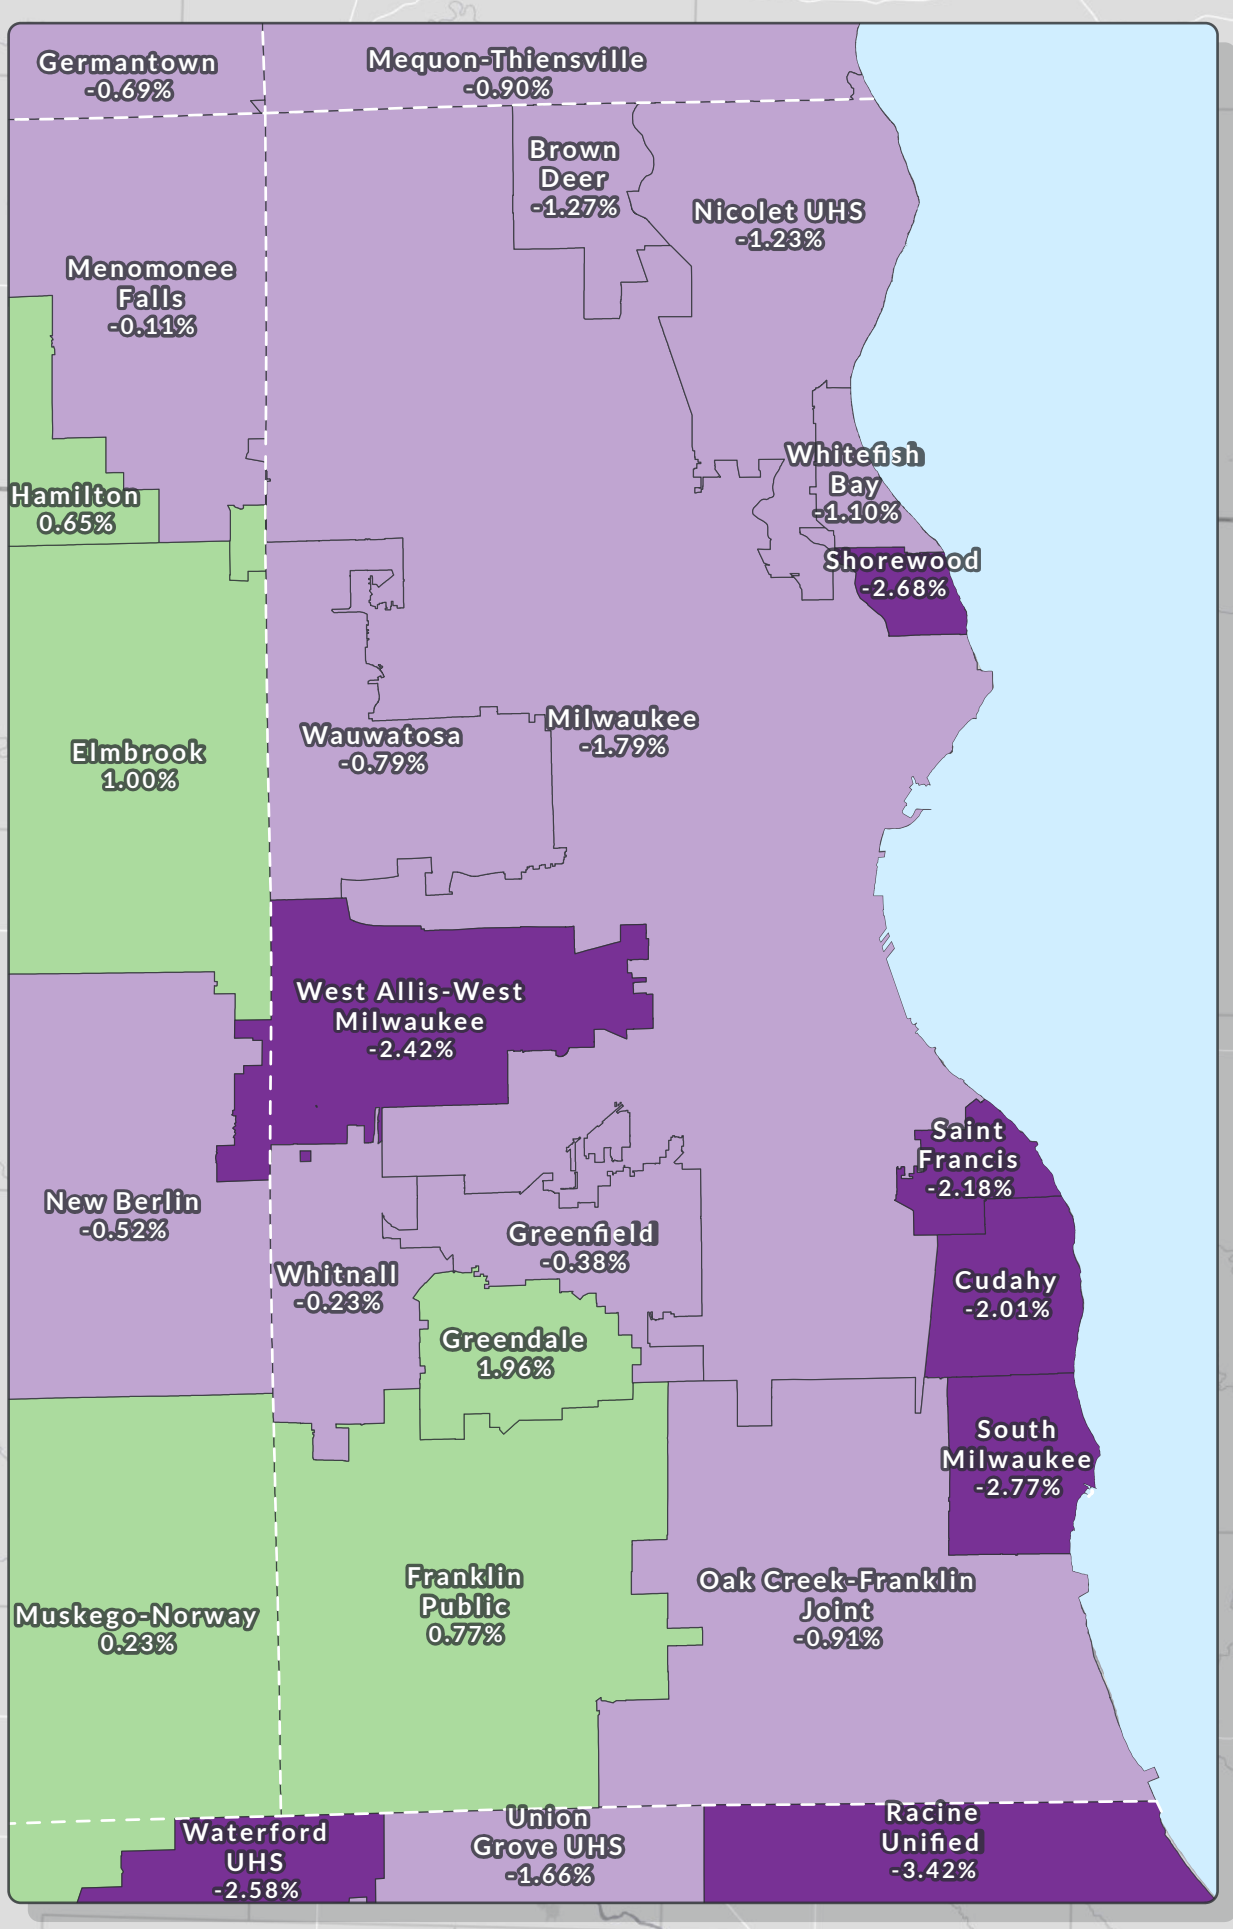 Germantown
-0.69%
Mequon-Thiensville
-0.90%
Brown
Deer
-1.27%
Nicolet UHS
-1.23%
Menomonee
Falls
-0.11%
Whitefish
Bay
-1.10%
Hamilton
0.65%
Shorewood
-2.68%
Milwaukee
-1.79%
Wauwatosa
-0.79%
Elmbrook
1.00%
West Allis-West
Milwaukee
-2.42%
Saint
Francis
-2.18%
New Berlin
-0.52%
Greenfield
-0.38%
Whitnall
-0.23%
Cudahy
-2.01%
Greendale
1.96%
South
Milwaukee
-2.77%
Franklin
Public
0.77%
Oak Creek-Franklin
Joint
-0.91%
Muskego-Norway
0.23%
Waterford
UHS
-2.58%
Union
Grove UHS
-1.66%
Racine
Unified
-3.42%